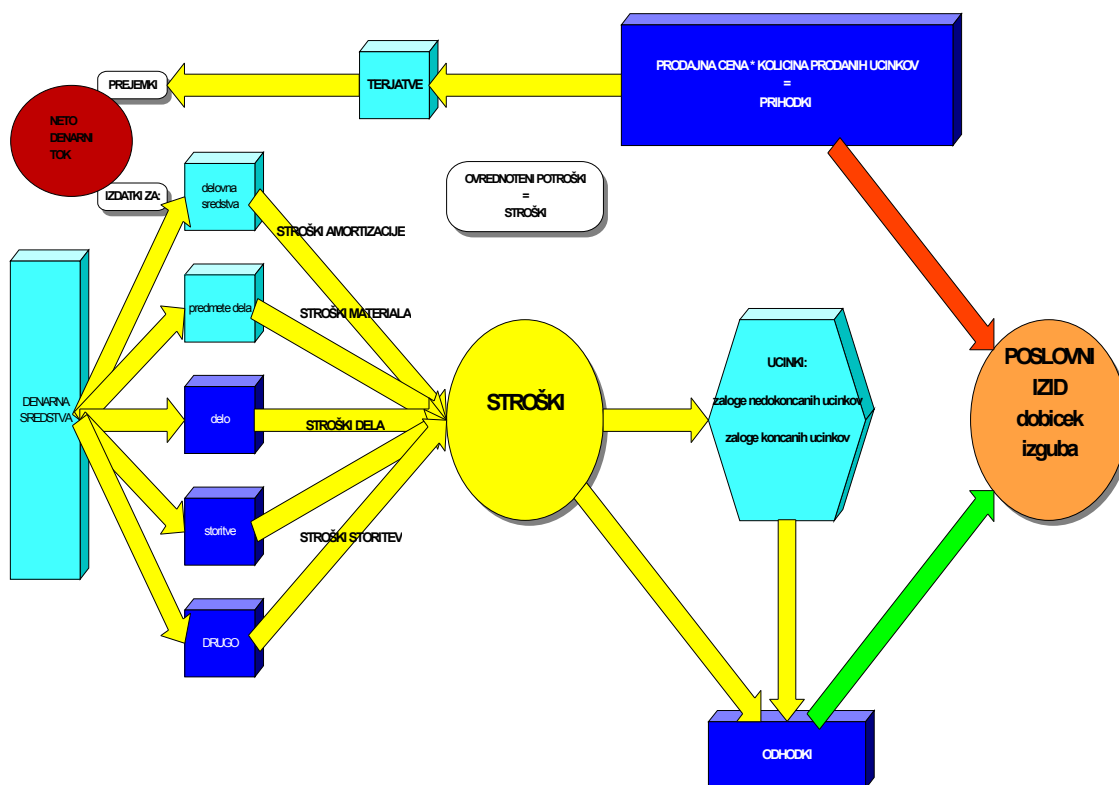 PRODAJNA CENA * KOLICINA PRODANIH UCINKOV
=
PRIHODKI
TERJATVE
PREJEMKI
NETO
DENARNI
TOK
IZDATKI ZA:
delovna
sredstva
OVREDNOTENI POTROŠKI
=
STROŠKI
STROŠKI AMORTIZACIJE
predmete dela
STROŠKI MATERIALA
DENARNA
SREDSTVA
delo
STROŠKI DELA
STROŠKI
UCINKI:
zaloge nedokoncanih ucinkov
zaloge koncanih ucinkov
POSLOVNI
IZID
dobicek
izguba
storitve
STROŠKI STORITEV
DRUGO
ODHODKI